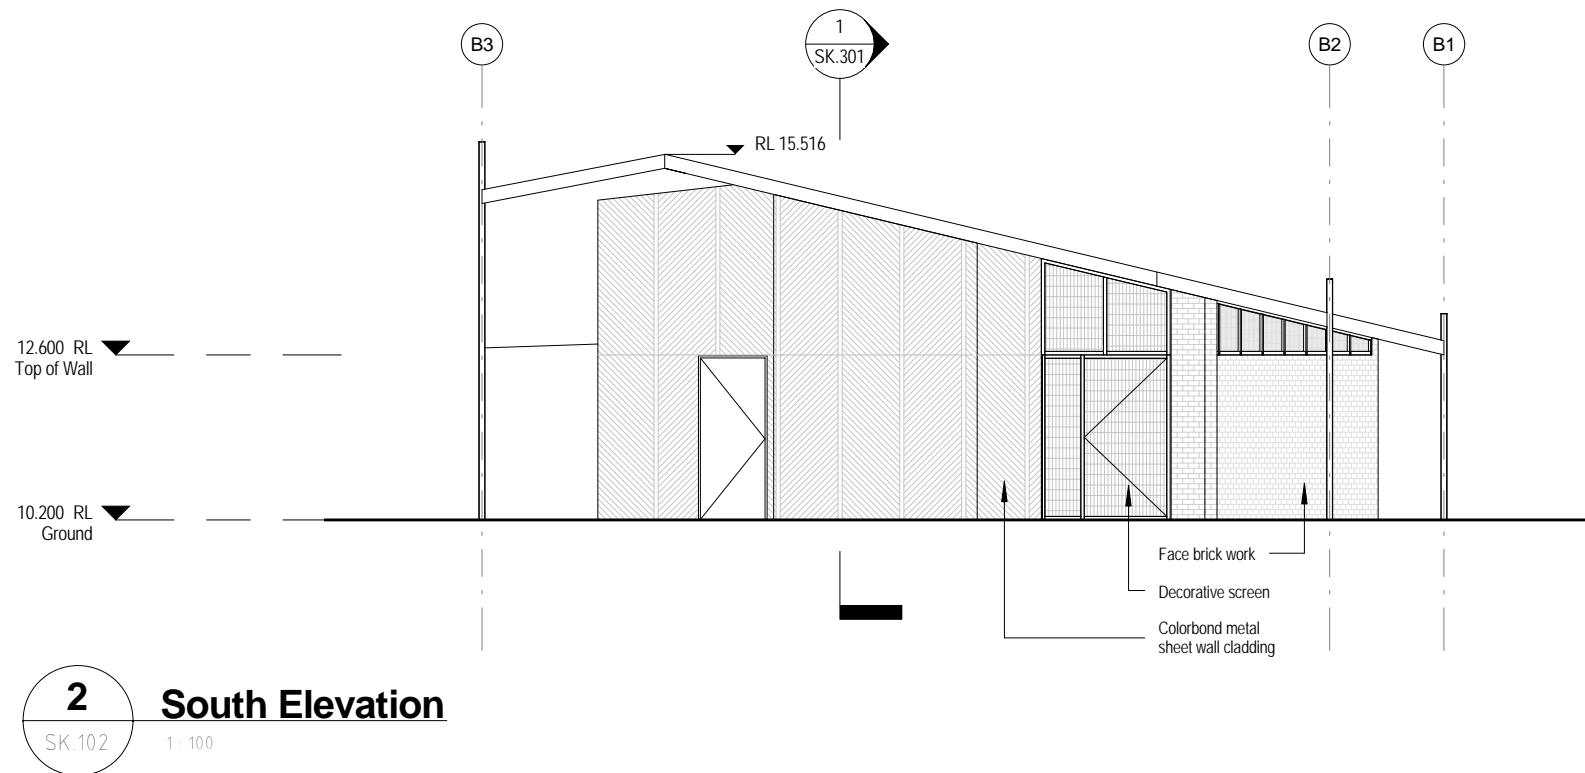 B3
1
SK.301
B2
B1
RL 15.516
12.600 RL
Top of Wall
10.200 RL
Ground
Face brick work
Decorative screen
Colorbond metal
sheet wall cladding
2
South Elevation
SK.102
1 : 100